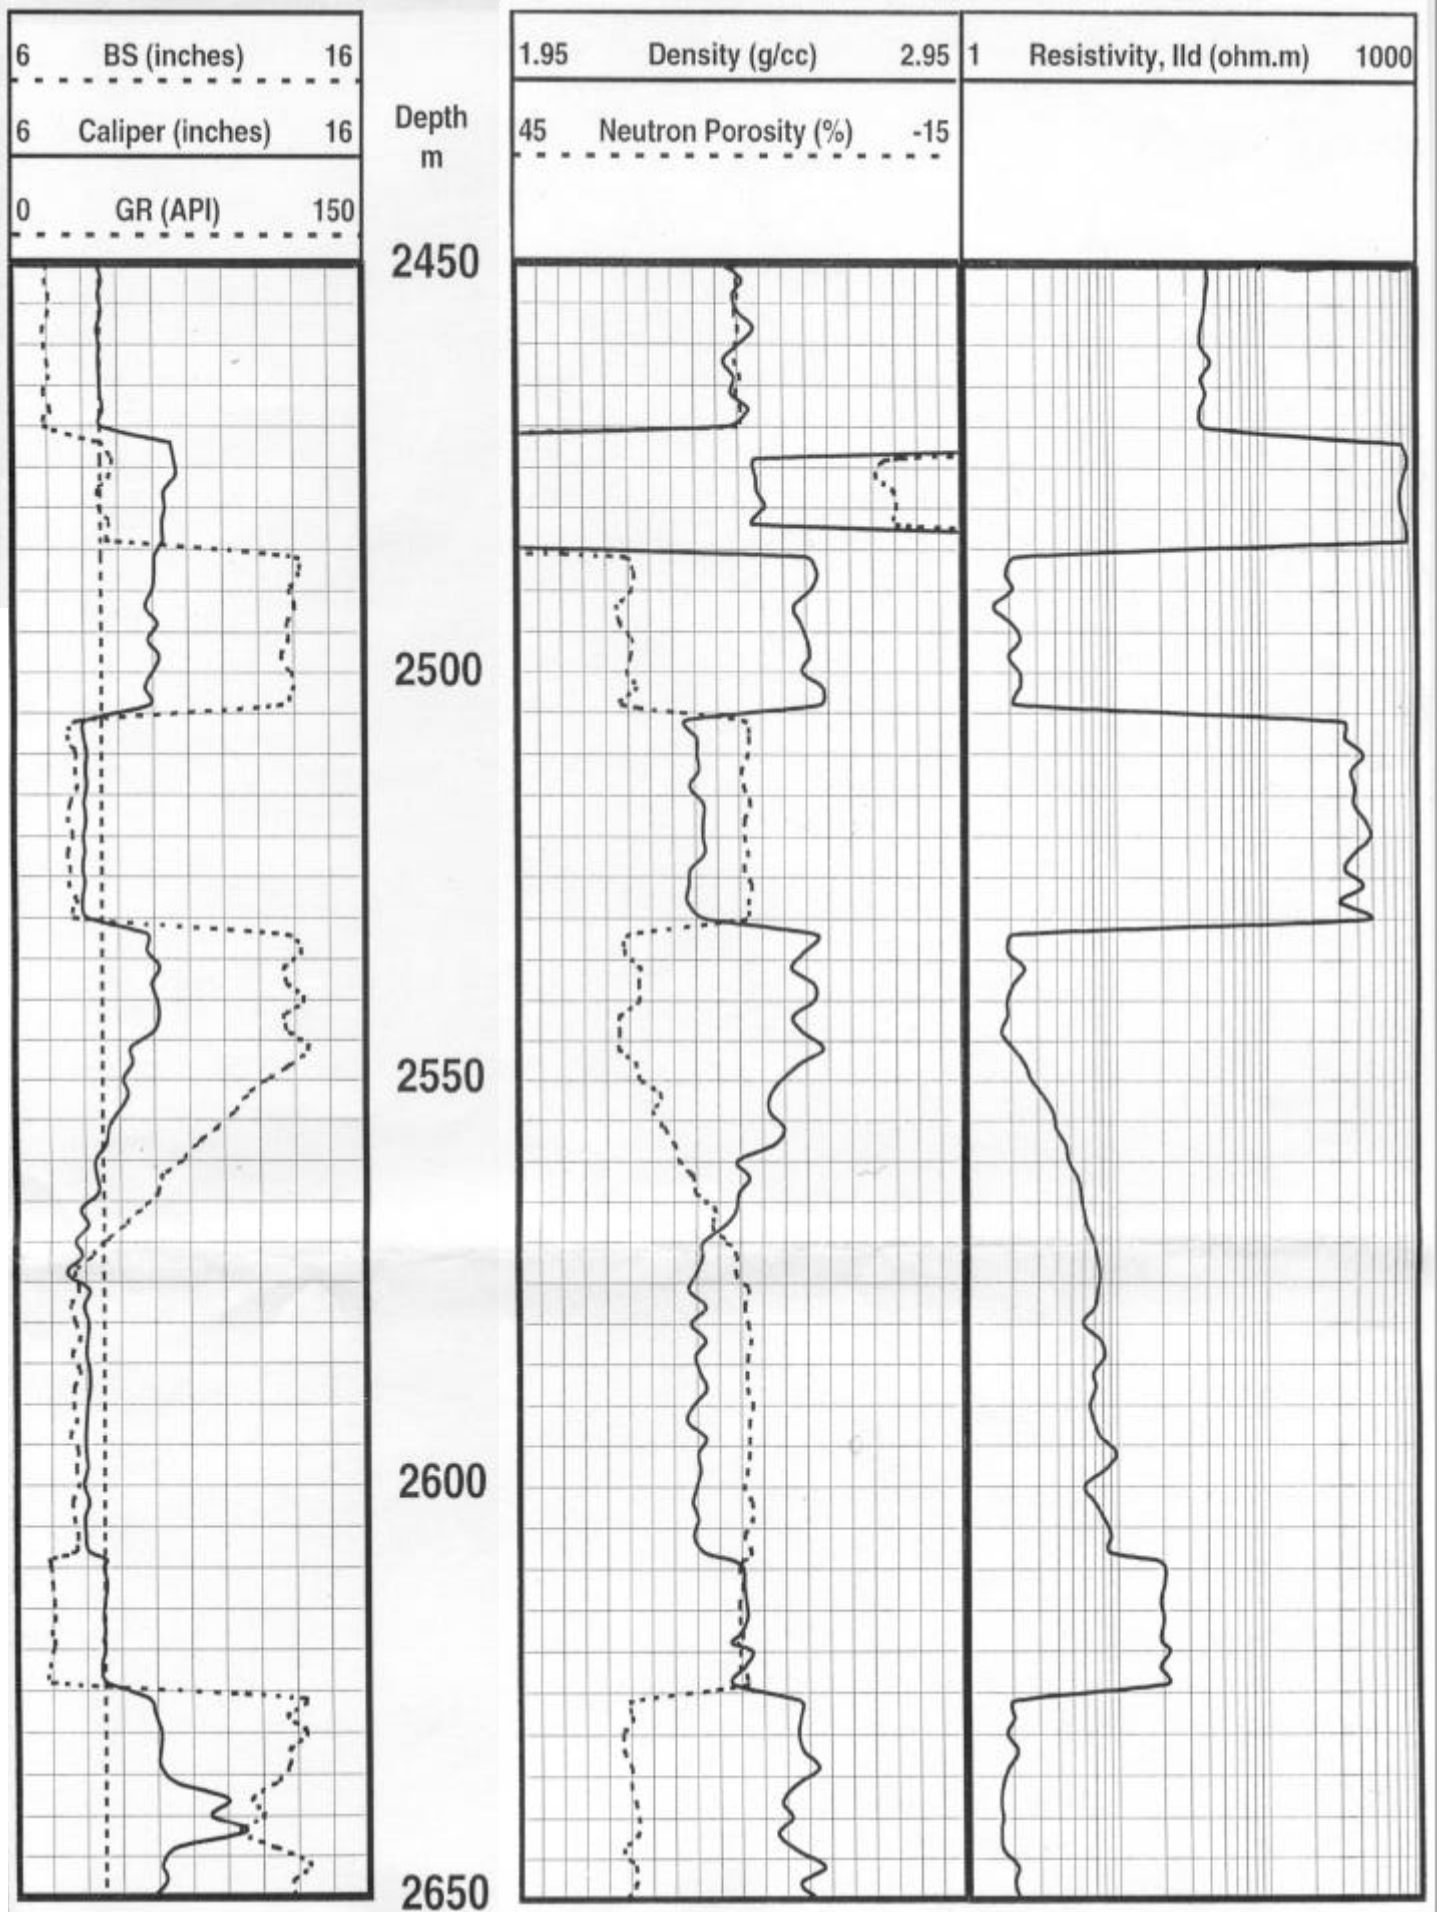 6 BS (inches) 16
6 Caliper (inches) 16
0 GR (API) 150
Depth
m
1.95 Density (g/cc) 2.95
45 Neutron Porosity (%) -15
1 Resistivity, lld (ohm.m) 1000
2450
2500
2550
2600
2650